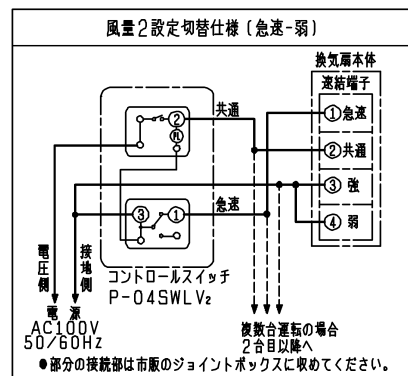 風量2設定切替仕様(急速-弱)
換気扇本体
速結端子
① 急速
② 共通
③ 強
④ 弱
共通
②
PL
③
①
急速
電圧側
接地側
コントロールスイッチ
P-04SWLV2
電源
AC100V
50/60Hz
複数台運転の場合
2台目以降へ
●部分の接続部は市販のジョイントボックスに収めてください。